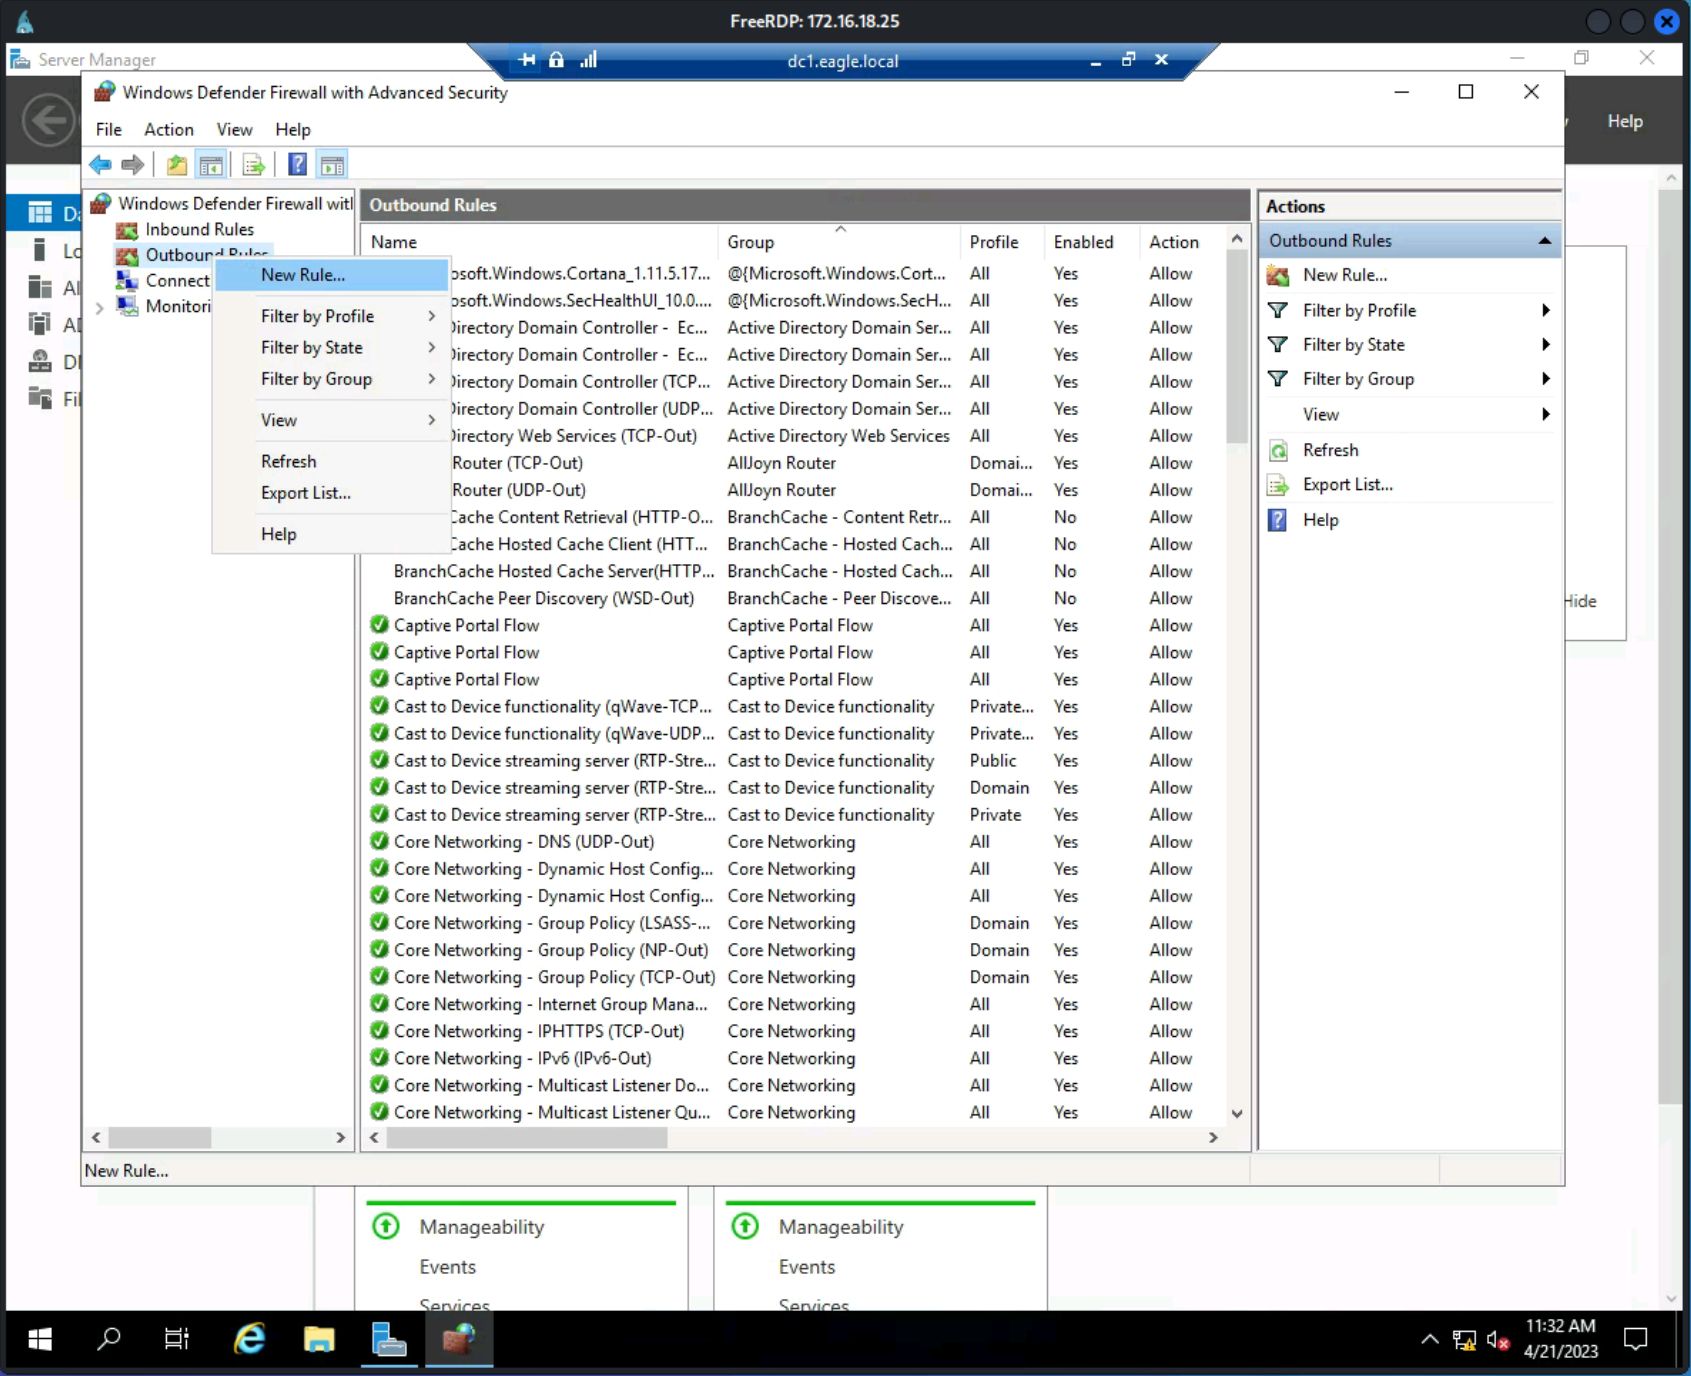 FreeRDP: 172.16.18.25
Server Manager
dc1.eagle.local
Windows Defender Firewall with Advanced Security
Help
File Action View Help
Windows Defender Firewall witl
Inbound Rules
Outbound Rules
Connect
Monitori
New Rule...
Filter by Profile
Filter by State
Filter by Group
View
Refresh
Export List...
Help
Outbound Rules
Name Group Profile Enabled Action
osoft.Windows.Cortana_1.11.5.17... @{Microsoft.Windows.Cort... All Yes Allow
osoft.Windows.SecHealthUI_10.0.... @{Microsoft.Windows.SecH... All Yes Allow
Directory Domain Controller - Ec... Active Directory Domain Ser... All Yes Allow
Directory Domain Controller - Ec... Active Directory Domain Ser... All Yes Allow
Directory Domain Controller (TCP... Active Directory Domain Ser... All Yes Allow
Directory Domain Controller (UDP... Active Directory Domain Ser... All Yes Allow
Directory Web Services (TCP-Out) Active Directory Web Services All Yes Allow
Router (TCP-Out) AllJoyn Router Domai... Yes Allow
Router (UDP-Out) AllJoyn Router Domai... Yes Allow
Cache Content Retrieval (HTTP-O... BranchCache - Content Retr... All No Allow
Cache Hosted Cache Client (HTT... BranchCache - Hosted Cach... All No Allow
BranchCache Hosted Cache Server(HTTP... BranchCache - Hosted Cach... All No Allow
BranchCache Peer Discovery (WSD-Out) BranchCache - Peer Discove... All No Allow
Captive Portal Flow Captive Portal Flow All Yes Allow
Captive Portal Flow Captive Portal Flow All Yes Allow
Captive Portal Flow Captive Portal Flow All Yes Allow
Cast to Device functionality (qWave-TCP... Cast to Device functionality Private... Yes Allow
Cast to Device functionality (qWave-UDP... Cast to Device functionality Private... Yes Allow
Cast to Device streaming server (RTP-Stre... Cast to Device functionality Public Yes Allow
Cast to Device streaming server (RTP-Stre... Cast to Device functionality Domain Yes Allow
Cast to Device streaming server (RTP-Stre... Cast to Device functionality Private Yes Allow
Core Networking - DNS (UDP-Out) Core Networking All Yes Allow
Core Networking - Dynamic Host Config... Core Networking All Yes Allow
Core Networking - Dynamic Host Config... Core Networking All Yes Allow
Core Networking - Group Policy (LSASS-... Core Networking Domain Yes Allow
Core Networking - Group Policy (NP-Out) Core Networking Domain Yes Allow
Core Networking - Group Policy (TCP-Out) Core Networking Domain Yes Allow
Core Networking - Internet Group Mana... Core Networking All Yes Allow
Core Networking - IPHTTPS (TCP-Out) Core Networking All Yes Allow
Core Networking - IPv6 (IPv6-Out) Core Networking All Yes Allow
Core Networking - Multicast Listener Do... Core Networking All Yes Allow
Core Networking - Multicast Listener Qu... Core Networking All Yes Allow
Actions
Outbound Rules
New Rule...
Filter by Profile
Filter by State
Filter by Group
View
Refresh
Export List...
Help
Hide
New Rule...
Manageability Manageability
Events Events
Services Services
11:32 AM
4/21/2023